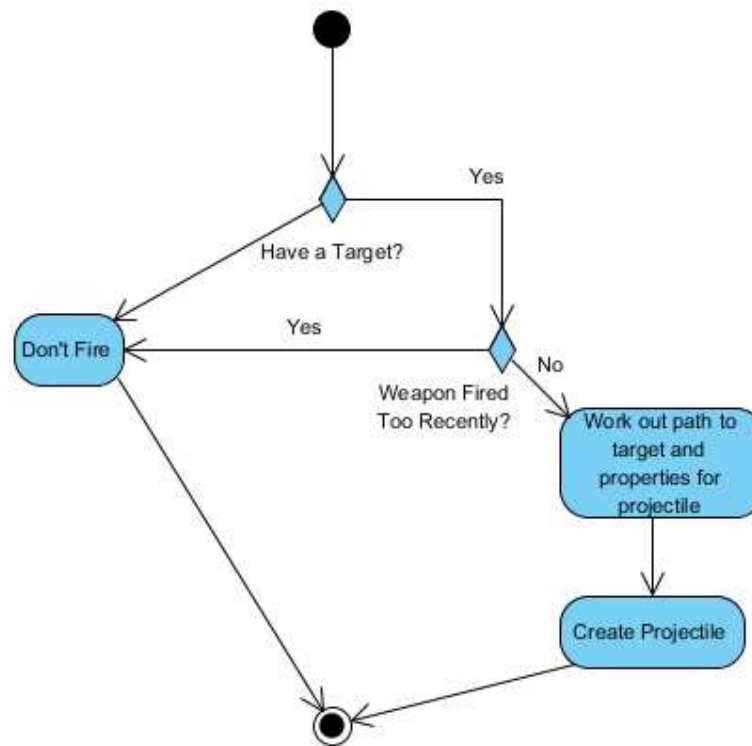 Yes
Have a Target?
Yes
Don't Fire
No
Weapon Fired
Too Recently?
Work out path to
target and
properties for
projectile
Create Projectile